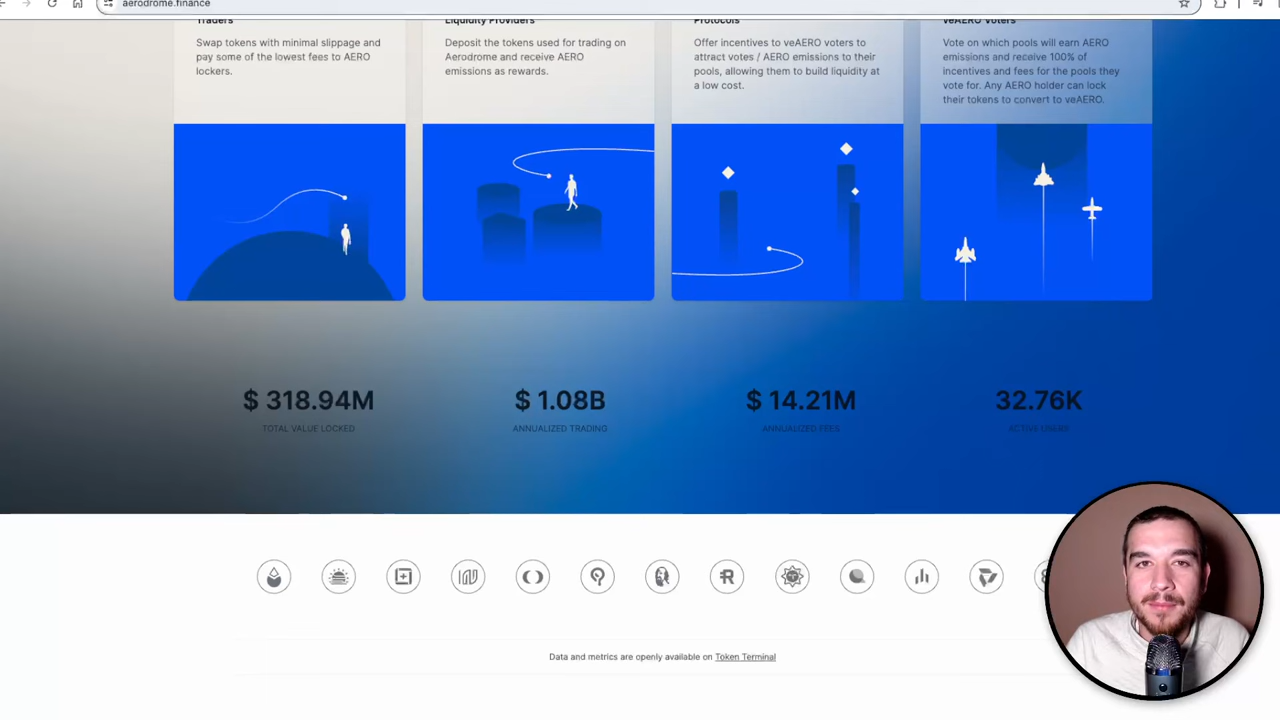 aerodrome.finance
Traders
Swap tokens with minimal slippage and
pay some of the lowest fees to AERO
lockers.
Liquidity Providers
Deposit the tokens used for trading on
Aerodrome and receive AERO
emissions as rewards.
Protocols
Offer incentives to veAERO voters to
attract votes / AERO emissions to their
pools, allowing them to build liquidity at
a low cost.
VeAERO Voters
Vote on which pools will earn AERO
emissions and receive 100% of
incentives and fees for the pools they
vote for. Any AERO holder can lock
their tokens to convert to veAERO.
$ 318.94M
TOTAL VALUE LOCKED
$ 1.08B
ANNUALIZED TRADING
$ 14.21M
ANNUALIZED FEES
32.76K
ACTIVE USERS
Data and metrics are openly available on Token Terminal